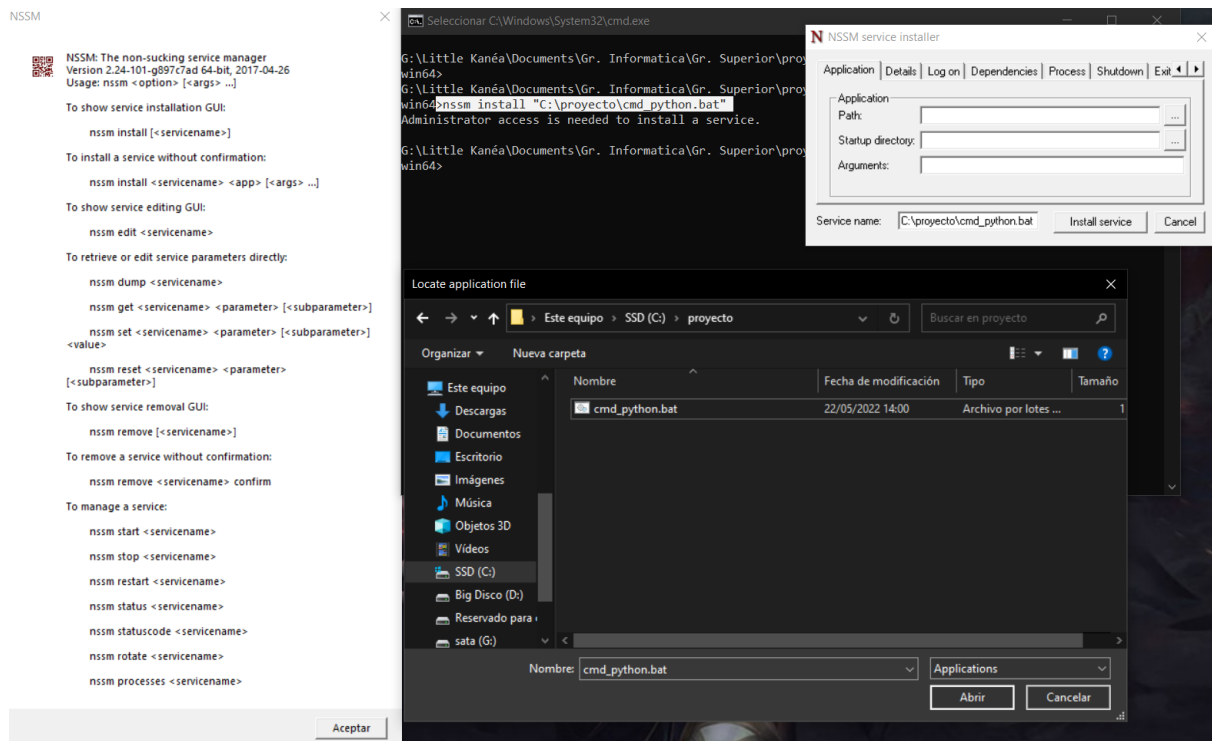 NSSM
NSSM: The non-sucking service manager
Version 2.24-101-g897c7ad 64-bit, 2017-04-26
Usage: nssm <option> [<args> ...]
To show service installation GUI:
nssm install [<servicename>]
To install a service without confirmation:
nssm install <servicename> <app> [<args> ...]
To show service editing GUI:
nssm edit <servicename>
To retrieve or edit service parameters directly:
nssm dump <servicename>
nssm get <servicename> <parameter> [<subparameter>]
nssm set <servicename> <parameter> [<subparameter>]
<value>
nssm reset <servicename> <parameter>
[<subparameter>]
To show service removal GUI:
nssm remove [<servicename>]
To remove a service without confirmation:
nssm remove <servicename> confirm
To manage a service:
nssm start <servicename>
nssm stop <servicename>
nssm restart <servicename>
nssm status <servicename>
nssm statuscode <servicename>
nssm rotate <servicename>
nssm processes <servicename>
Aceptar
Seleccionar C:\Windows\System32\cmd.exe
G:\Little Kanéa\Documents\Gr. Informatica\Gr. Superior\proy
win64>
G:\Little Kanéa\Documents\Gr. Informatica\Gr. Superior\proy
win64>nssm install "C:\proyecto\cmd_python.bat"
Administrator access is needed to install a service.
G:\Little Kanéa\Documents\Gr. Informatica\Gr. Superior\proy
win64>
N NSSM service installer
Application Details Log on Dependencies Process Shutdown Exit
Application
Path:
...
Startup directory:
...
Arguments:
Service name: C:\proyecto\cmd_python.bat Install service Cancel
Locate application file
Este equipo > SSD (C:) > proyecto
Buscar en proyecto
Organizar Nueva carpeta
Nombre Fecha de modificación Tipo Tamaño
cmd_python.bat 22/05/2022 14:00 Archivo por lotes ... 1
Este equipo
Descargas
Documentos
Escritorio
Imágenes
Música
Objetos 3D
Vídeos
SSD (C:)
Big Disco (D:)
Reservado para
sata (G:)
Nombre: cmd_python.bat Applications
Abrir Cancelar